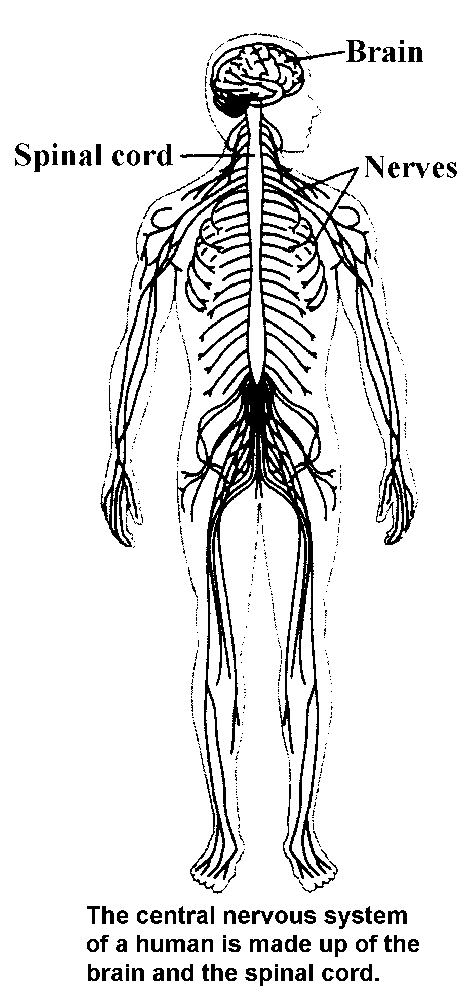 Brain
Spinal cord
Nerves
The central nervous system
of a human is made up of the
brain and the spinal cord.